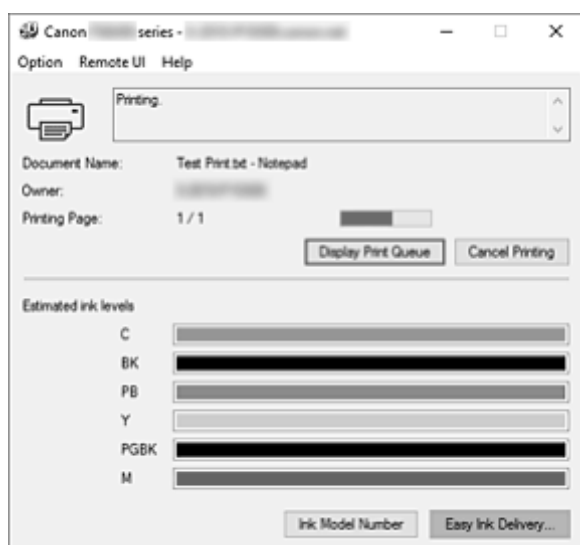 Canon series -
Option Remote UI Help
Printing.
Document Name: Test Print.txt - Notepad
Owner:
Printing Page: 1 / 1
Display Print Queue Cancel Printing
Estimated ink levels
C
BK
PB
Y
PGBK
M
Ink Model Number Easy Ink Delivery...